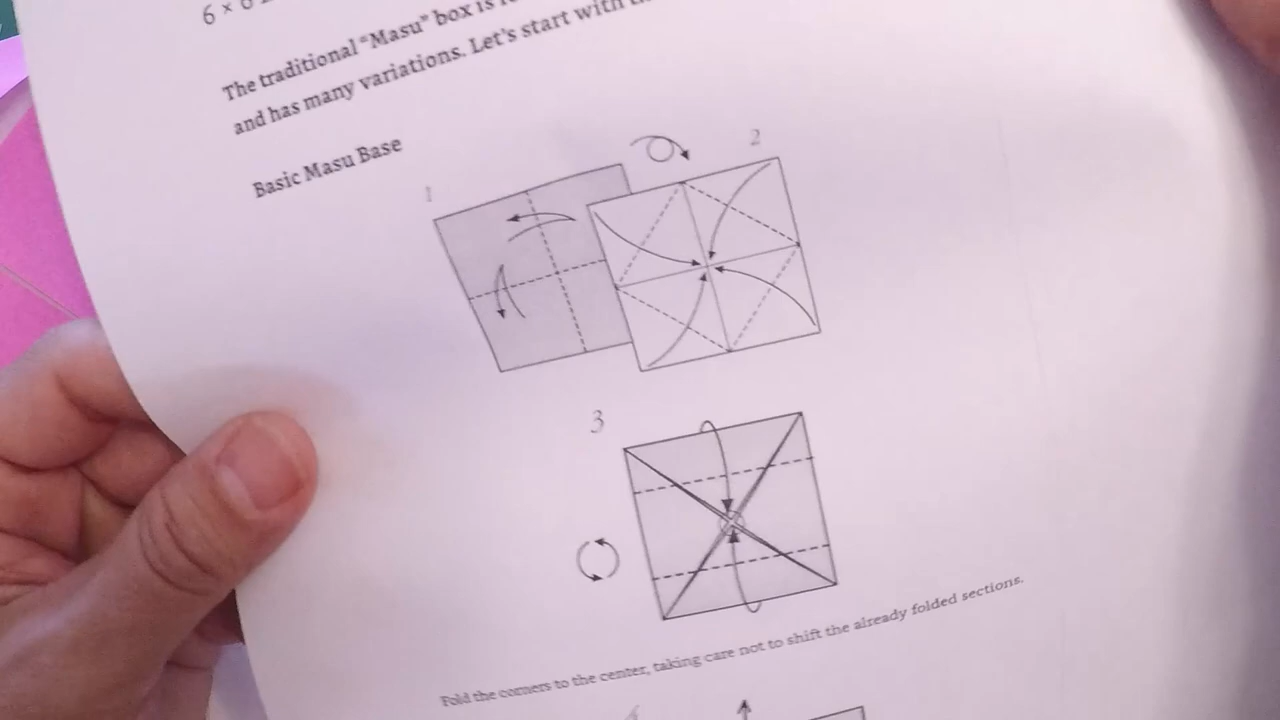 The traditional “Masu” box is
and has many variations. Let's start with
Basic Masu Base
1
2
3
Fold the corners to the center, taking care not to shift the already folded sections.